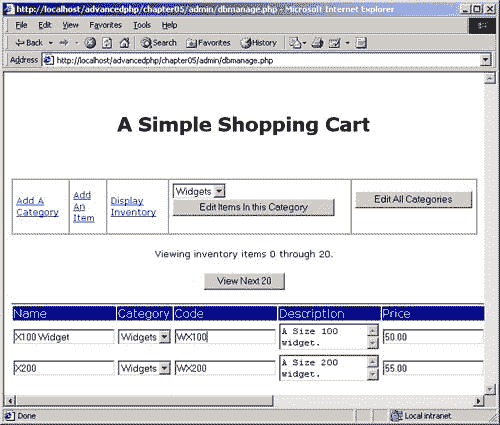 http://localhost/advancedphp/chapter05/admin/dbmanage.php - Microsoft Internet Explorer
File Edit View Favorites Tools Help
Back Search Favorites History
Address http://localhost/advancedphp/chapter05/admin/dbmanage.php
A Simple Shopping Cart
Add A Category
Add An Item
Display Inventory
Widgets
Edit Items In this Category
Edit All Categories
Viewing inventory items 0 through 20.
View Next 20
Name Category Code Description Price
X100 Widget Widgets WX100 A Size 100 widget. 50.00
X200 Widgets WX200 A Size 200 widget. 55.00
Done Local intranet